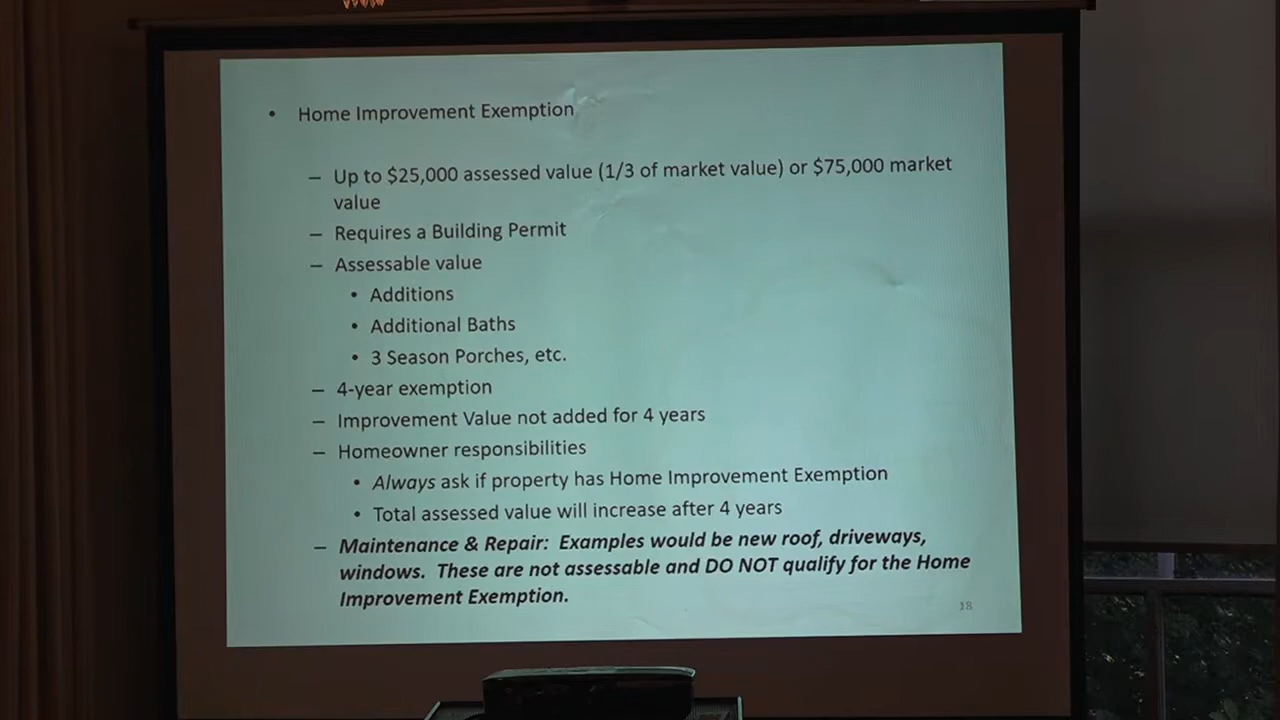 • Home Improvement Exemption
– Up to $25,000 assessed value (1/3 of market value) or $75,000 market
value
– Requires a Building Permit
– Assessable value
• Additions
• Additional Baths
• 3 Season Porches, etc.
– 4-year exemption
– Improvement Value not added for 4 years
– Homeowner responsibilities
• Always ask if property has Home Improvement Exemption
• Total assessed value will increase after 4 years
– Maintenance & Repair: Examples would be new roof, driveways,
windows. These are not assessable and DO NOT qualify for the Home
Improvement Exemption.
18